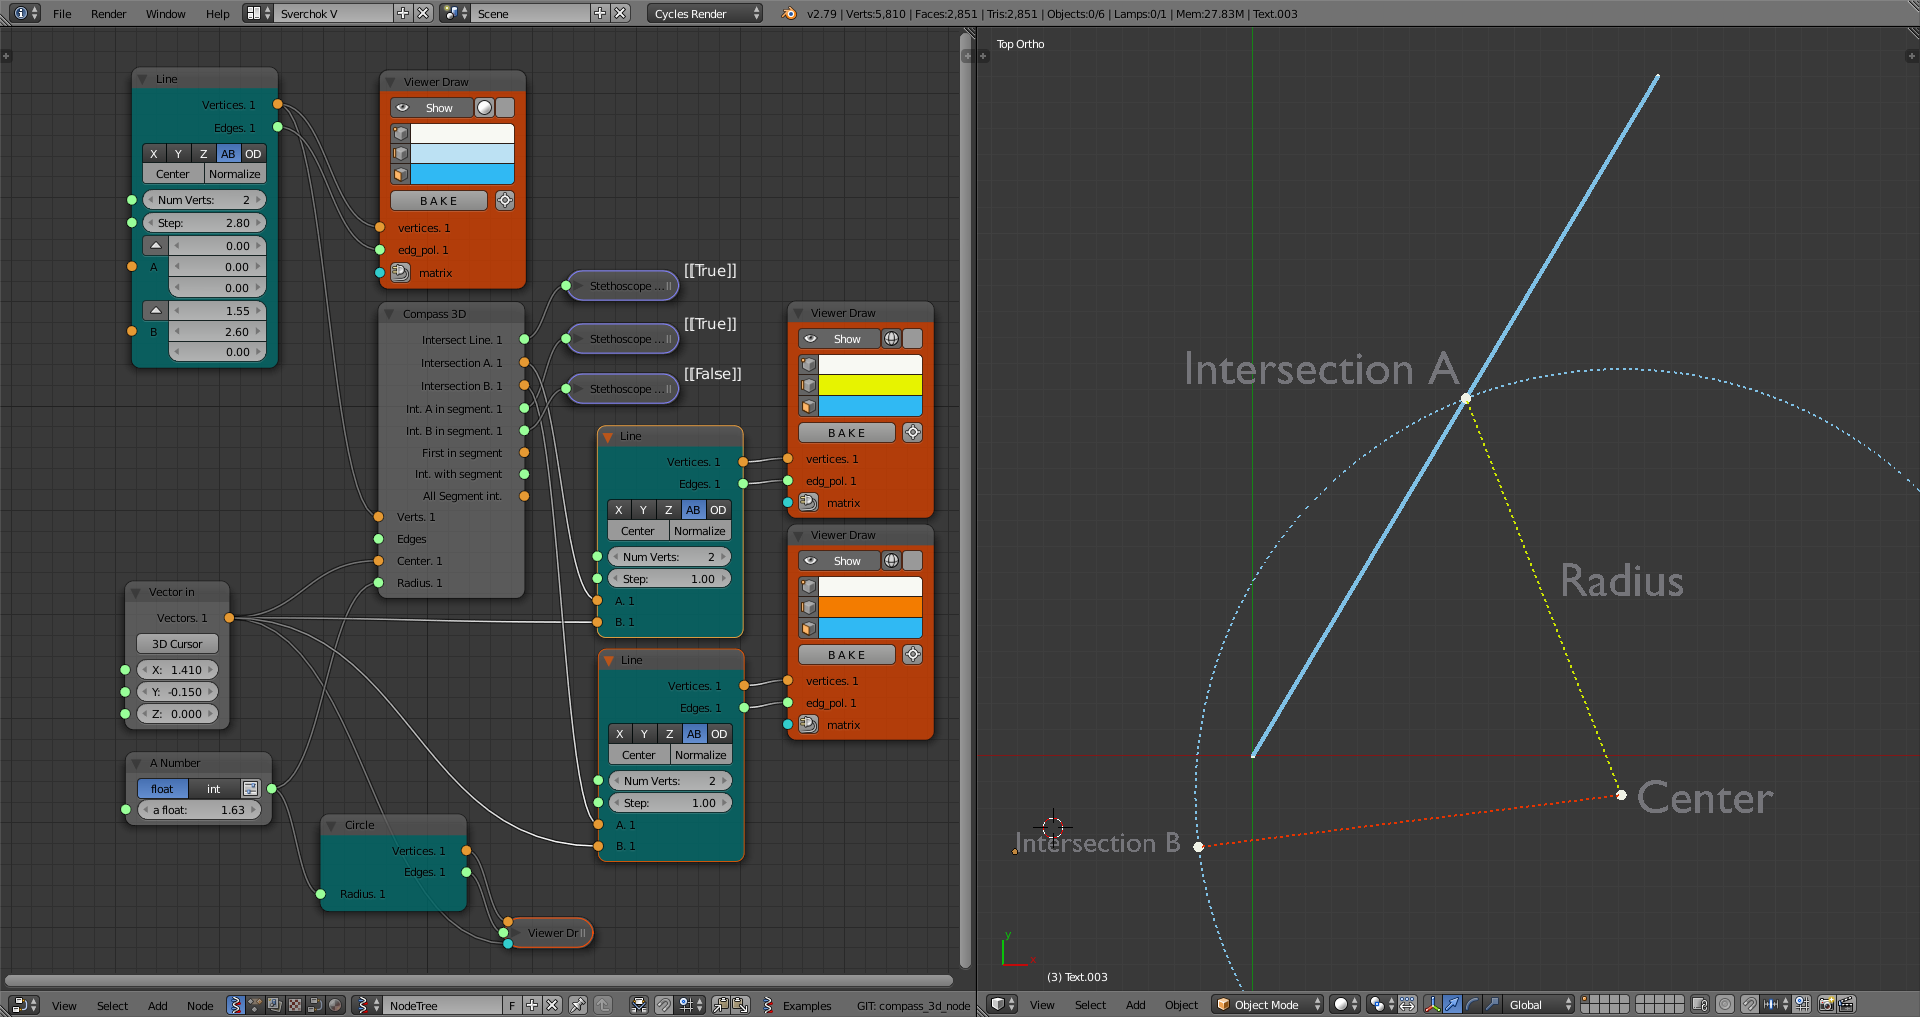 File Render Window Help Sverchok V Scene Cycles Render v2.79 | Verts:5,810 | Faces:2,851 | Tris:2,851 | Objects:0/6 | Lamps:0/1 | Mem:27.83M | Text.003
Line
Vertices. 1
Edges. 1
X Y Z AB OD
Center Normalize
Num Verts: 2
Step: 2.80
0.00
A 0.00
0.00
1.55
B 2.60
0.00
Viewer Draw
Show
BAKE
vertices. 1
edg_pol. 1
matrix
Compass 3D
Intersect Line. 1
Intersection A. 1
Intersection B. 1
Int. A in segment. 1
Int. B in segment. 1
First in segment
Int. with segment
All Segment int.
Verts. 1
Edges
Center. 1
Radius. 1
[[True]]
Stethoscope ...
[[True]]
Stethoscope ...
[[False]]
Stethoscope ...
Viewer Draw
Show
BAKE
vertices. 1
edg_pol. 1
matrix
Line
Vertices. 1
Edges. 1
X Y Z AB OD
Center Normalize
Num Verts: 2
Step: 1.00
A. 1
B. 1
Viewer Draw
Show
BAKE
vertices. 1
edg_pol. 1
matrix
Line
Vertices. 1
Edges. 1
X Y Z AB OD
Center Normalize
Num Verts: 2
Step: 1.00
A. 1
B. 1
Vector in
Vectors. 1
3D Cursor
X: 1.410
Y: -0.150
Z: 0.000
A Number
float int
a float: 1.63
Circle
Vertices. 1
Edges. 1
Radius. 1
Viewer Dr
View Select Add Node NodeTree F Examples GIT: compass_3d_node
Top Ortho
Intersection A
Radius
Center
Intersection B
y
x
(3) Text.003
View Select Add Object Object Mode Global